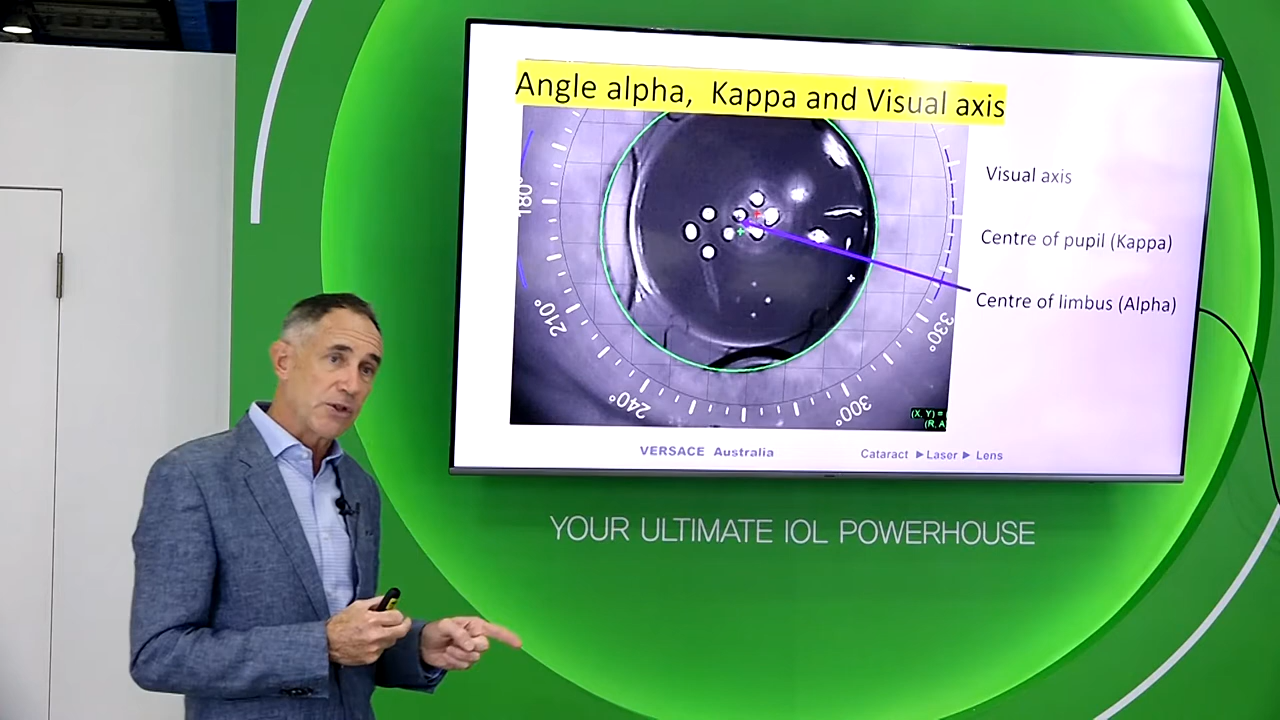 Angle alpha, Kappa and Visual axis
Visual axis
Centre of pupil (Kappa)
Centre of limbus (Alpha)
180
210°
240°
300°
330°
(X, Y) =
(R, A
VERSACE Australia
Cataract ►Laser ► Lens
YOUR ULTIMATE IOL POWERHOUSE